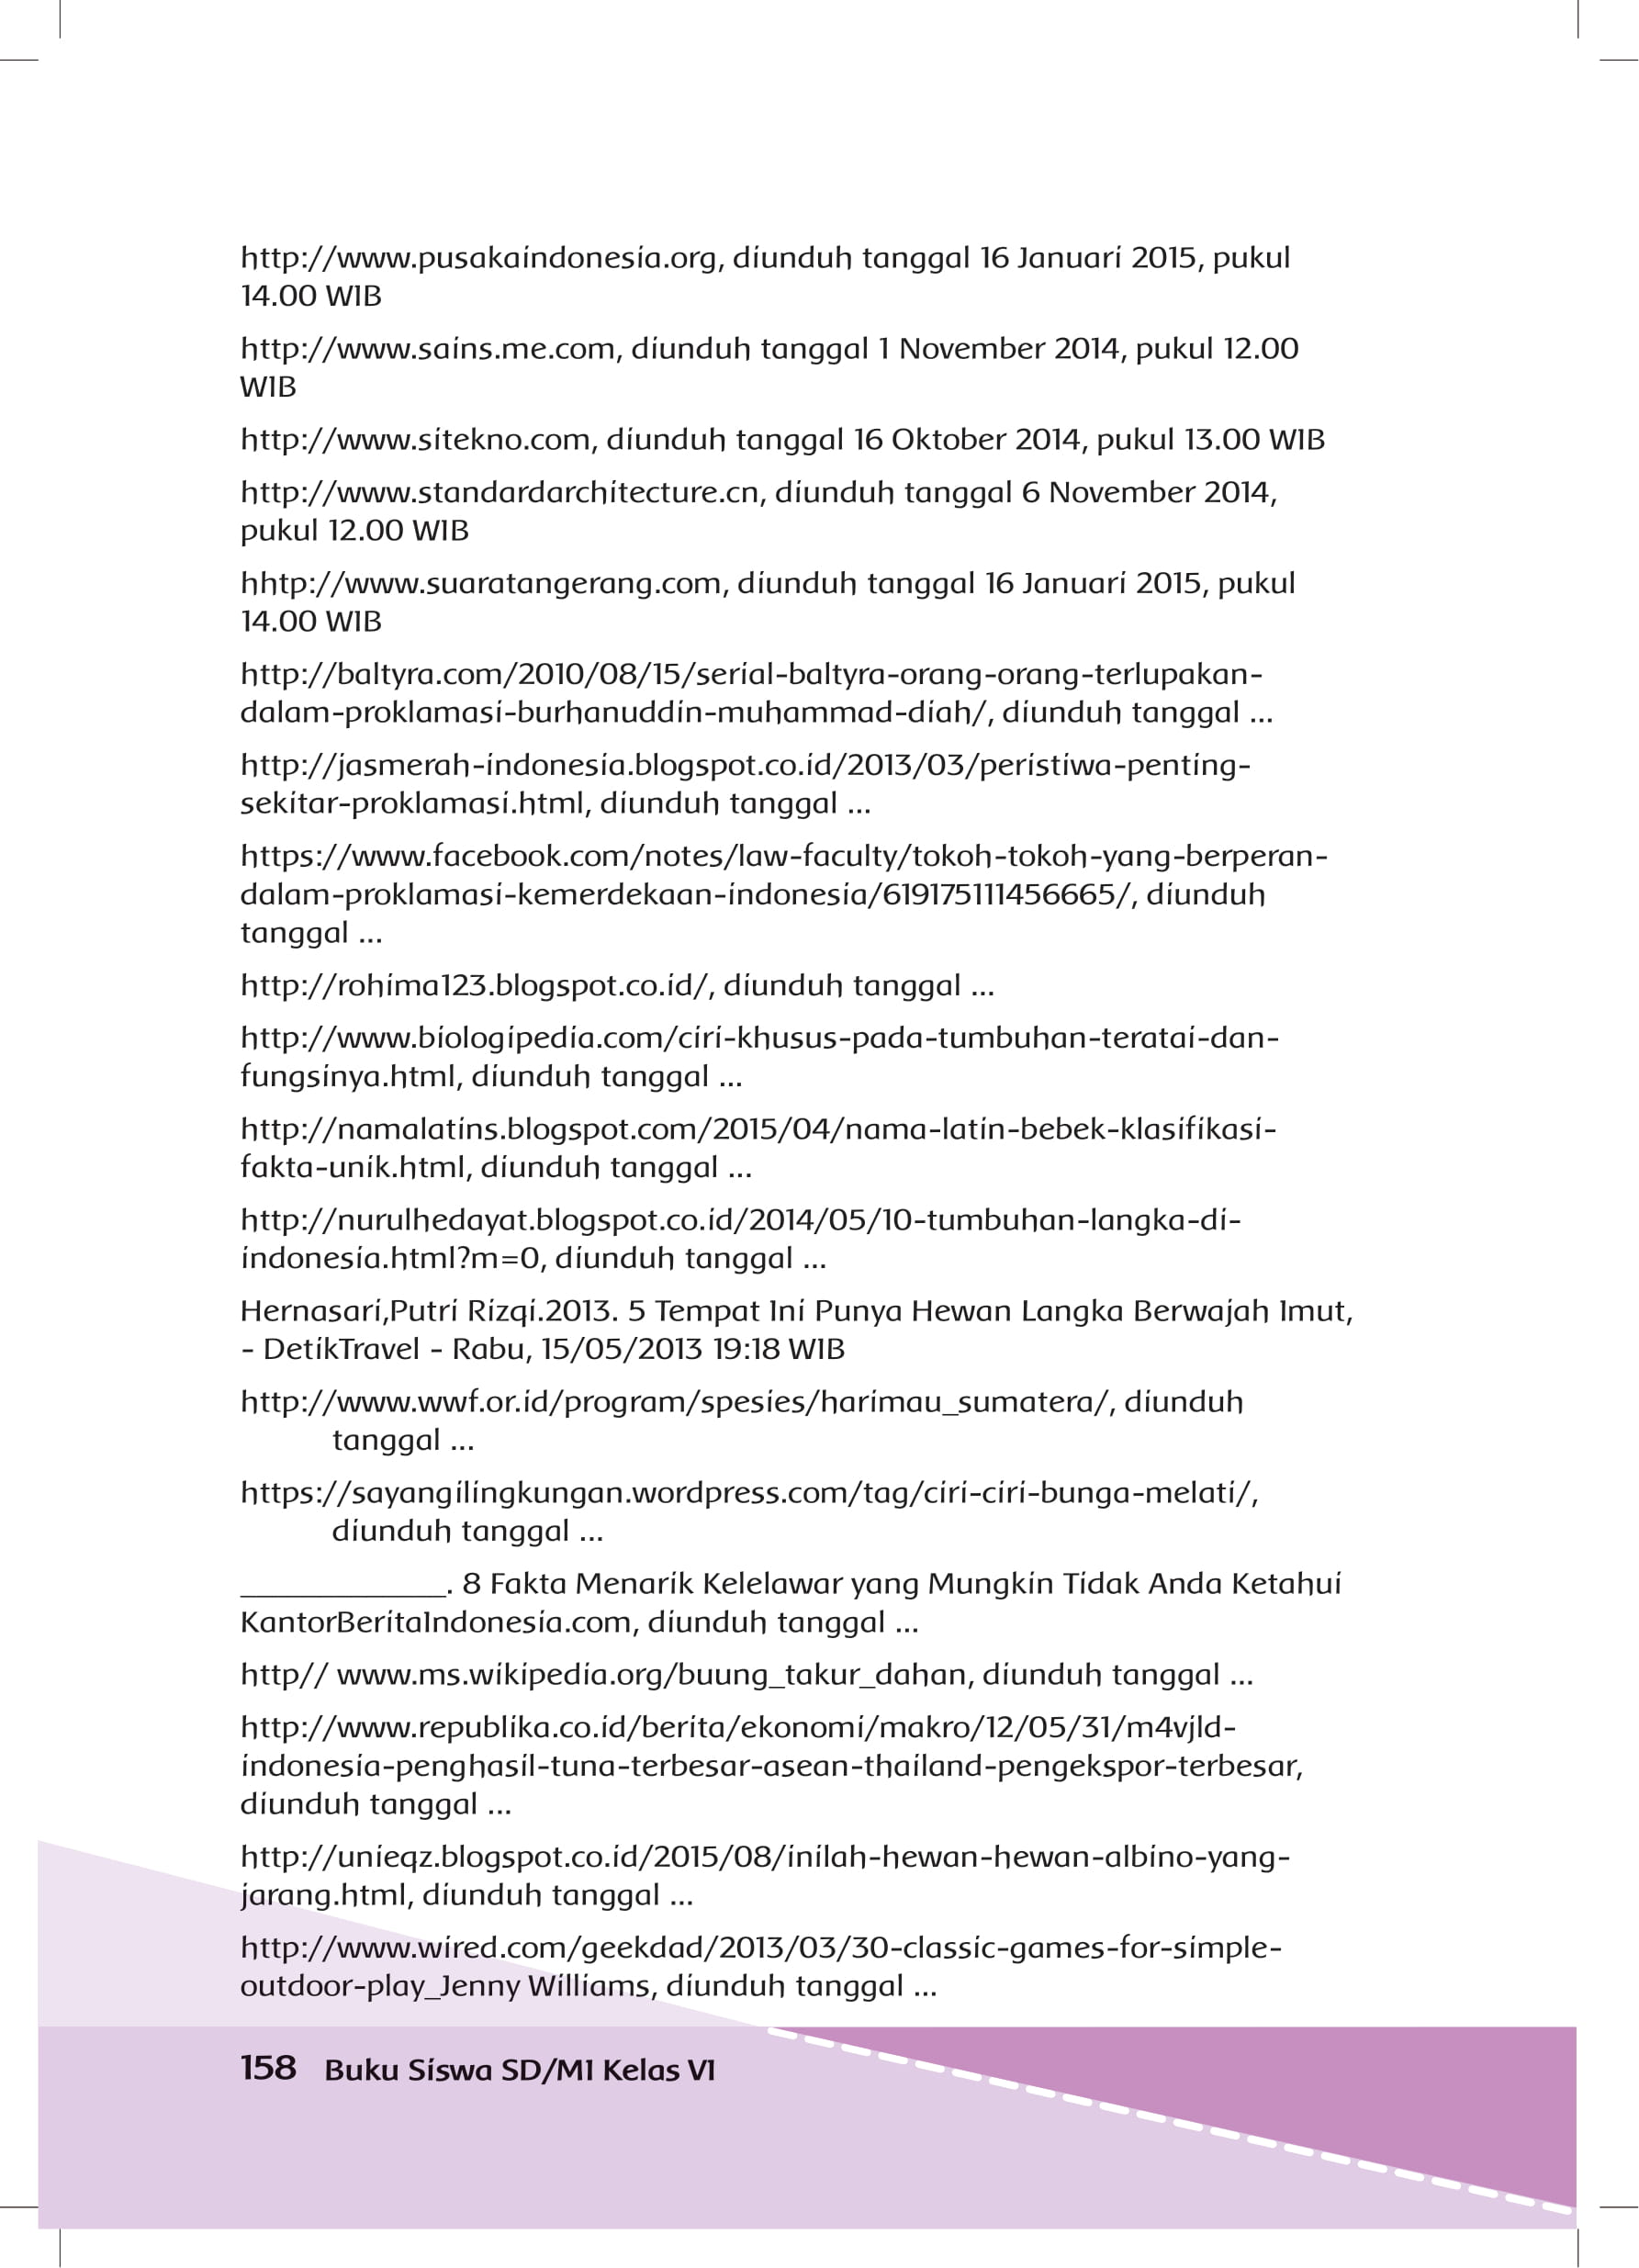 http://www.pusakaindonesia.org, diunduh tanggal 16 Januari 2015, pukul
14.00 WIB
http://www.sains.me.com, diunduh tanggal 1 November 2014, pukul 12.00
WIB
http://www.sitekno.com, diunduh tanggal 16 Oktober 2014, pukul 13.00 WIB
http://www.standardarchitecture.cn, diunduh tanggal 6 November 2014,
pukul 12.00 WIB
hhtp://www.suaratangerang.com, diunduh tanggal 16 Januari 2015, pukul
14.00 WIB
http://baltyra.com/2010/08/15/serial-baltyra-orang-orang-terlupakan-
dalam-proklamasi-burhanuddin-muhammad-diah/, diunduh tanggal ...
http://jasmerah-indonesia.blogspot.co.id/2013/03/peristiwa-penting-
sekitar-proklamasi.html, diunduh tanggal ...
https://www.facebook.com/notes/law-faculty/tokoh-tokoh-yang-berperan-
dalam-proklamasi-kemerdekaan-indonesia/619175111456665/, diunduh
tanggal ...
http://rohima123.blogspot.co.id/, diunduh tanggal ...
http://www.biologipedia.com/ciri-khusus-pada-tumbuhan-teratai-dan-
fungsinya.html, diunduh tanggal ...
http://namalatins.blogspot.com/2015/04/nama-latin-bebek-klasifikasi-
fakta-unik.html, diunduh tanggal ...
http://nurulhedayat.blogspot.co.id/2014/05/10-tumbuhan-langka-di-
indonesia.html?m=0, diunduh tanggal ...
Hernasari,Putri Rizqi.2013. 5 Tempat Ini Punya Hewan Langka Berwajah Imut,
- DetikTravel - Rabu, 15/05/2013 19:18 WIB
http://www.wwf.or.id/program/spesies/harimau_sumatera/, diunduh
tanggal ...
https://sayangilingkungan.wordpress.com/tag/ciri-ciri-bunga-melati/,
diunduh tanggal ...
_____________. 8 Fakta Menarik Kelelawar yang Mungkin Tidak Anda Ketahui
KantorBeritaIndonesia.com, diunduh tanggal ...
http// www.ms.wikipedia.org/buung_takur_dahan, diunduh tanggal ...
http://www.republika.co.id/berita/ekonomi/makro/12/05/31/m4vjld-
indonesia-penghasil-tuna-terbesar-asean-thailand-pengekspor-terbesar,
diunduh tanggal ...
http://unieqz.blogspot.co.id/2015/08/inilah-hewan-hewan-albino-yang-
jarang.html, diunduh tanggal ...
http://www.wired.com/geekdad/2013/03/30-classic-games-for-simple-
outdoor-play_Jenny Williams, diunduh tanggal ...
158 Buku Siswa SD/MI Kelas VI